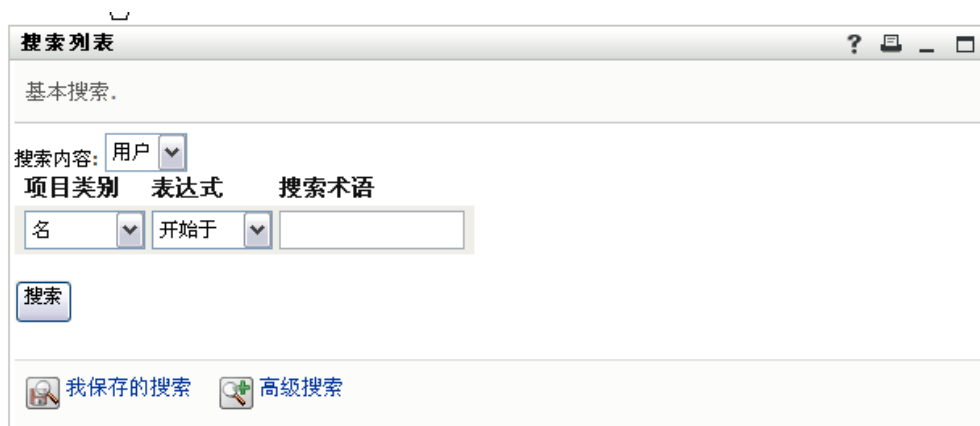 搜索列表
?
基本搜索.
搜索内容: 用户
项目类别 表达式 搜索术语
名 开始于
搜索
我保存的搜索 高级搜索